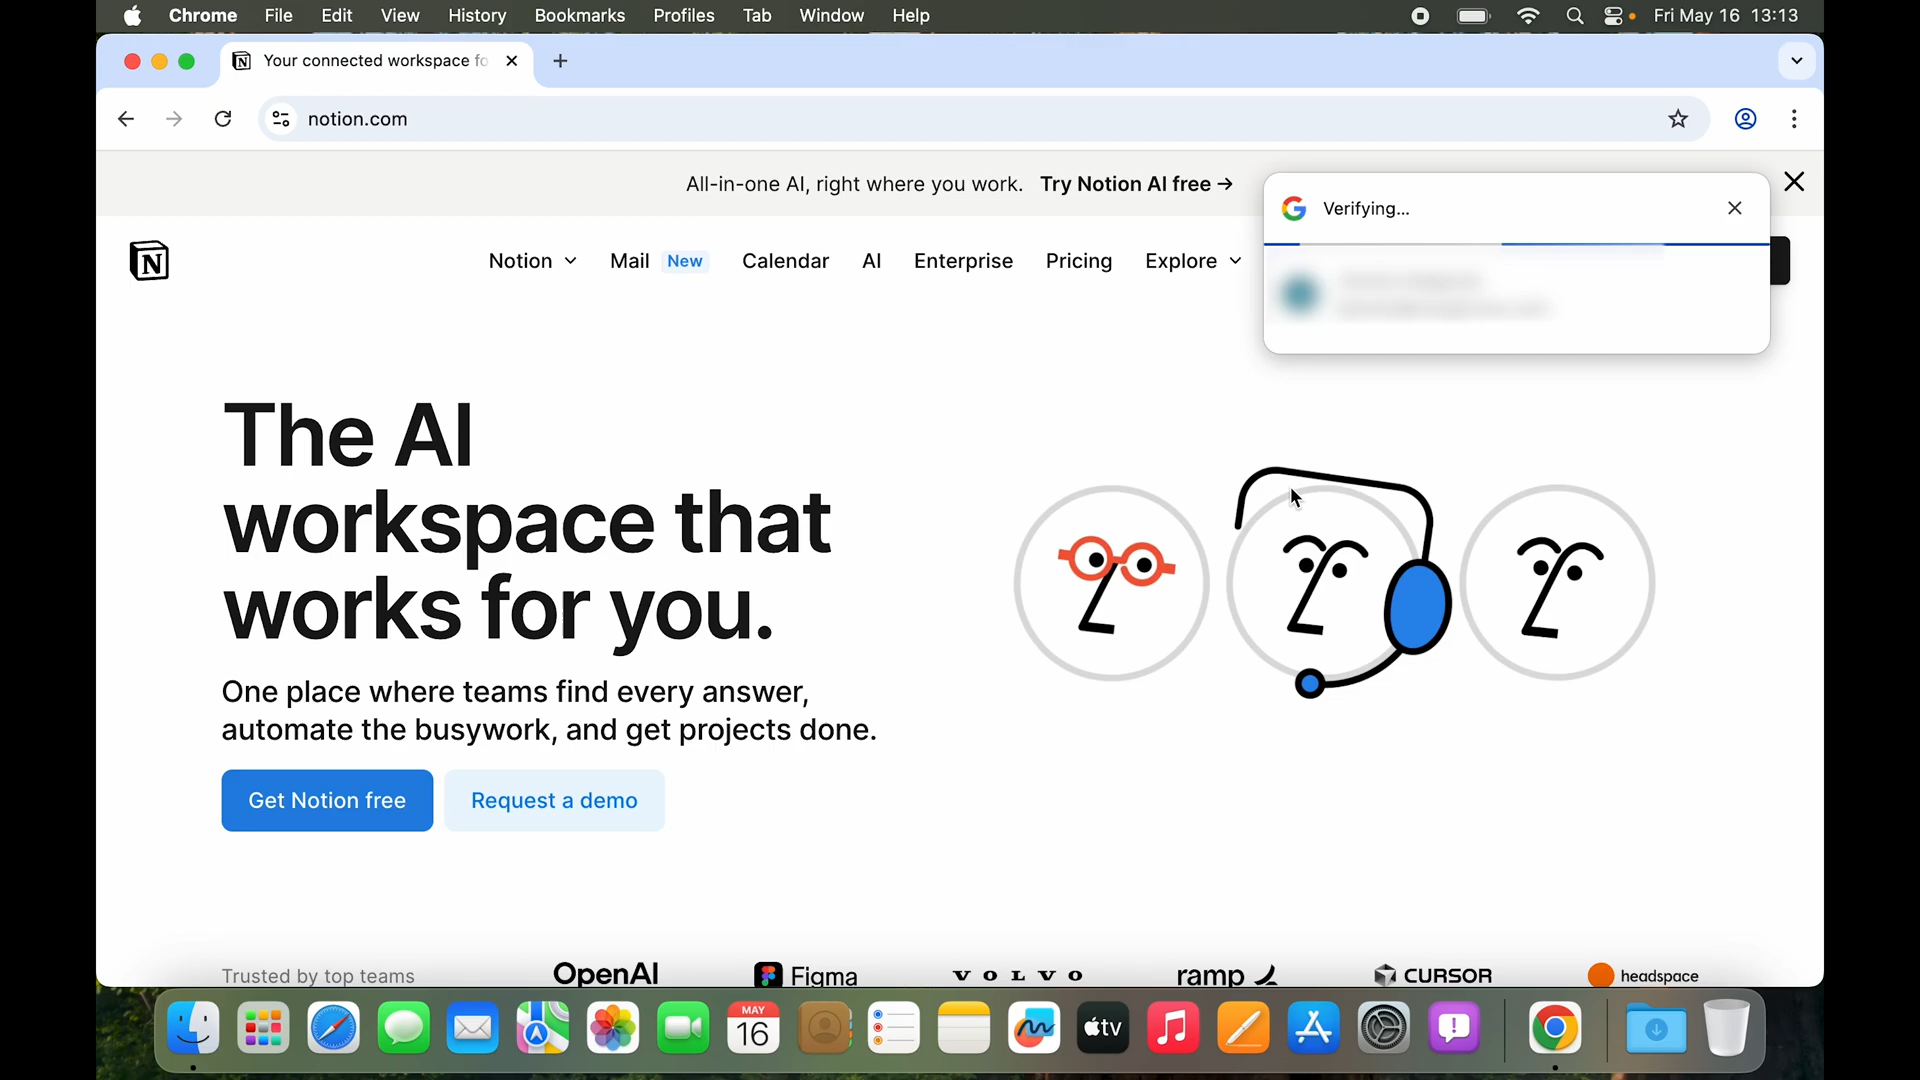 Chrome File Edit View History Bookmarks Profiles Tab Window Help Fri May 16 13:13
Your connected workspace fo
notion.com
All-in-one AI, right where you work. Try Notion AI free →
G Verifying...
N Notion Mail New Calendar AI Enterprise Pricing Explore
The AI
workspace that
works for you.
One place where teams find every answer,
automate the busywork, and get projects done.
Get Notion free Request a demo
Trusted by top teams OpenAI Figma VOLVO ramp CURSOR headspace
MAY
16
tv